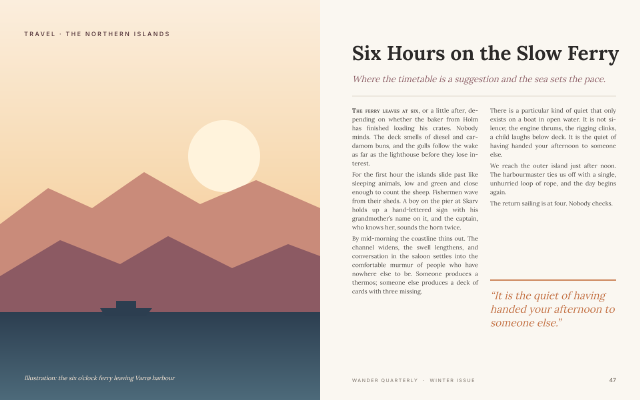 TRAVEL · THE NORTHERN ISLANDS
Illustration: the six o'clock ferry leaving Varna harbour
Six Hours on the Slow Ferry
Where the timetable is a suggestion and the sea sets the pace.
THE FERRY LEAVES AT SIX, or a little after, de-
pending on whether the baker from Holm
has finished loading his crates. Nobody
minds. The deck smells of diesel and car-
damom buns, and the gulls follow the wake
as far as the lighthouse before they lose in-
terest.
For the first hour the islands slide past like
sleeping animals, low and green and close
enough to count the sheep. Fishermen wave
from their sheds. A boy on the pier at Skarv
holds up a hand-lettered sign with his
grandmother's name on it, and the captain,
who knows her, sounds the horn twice.
By mid-morning the coastline thins out. The
channel widens, the swell lengthens, and
conversation in the saloon settles into the
comfortable murmur of people who have
nowhere else to be. Someone produces a
thermos; someone else produces a deck of
cards with three missing.
There is a particular kind of quiet that only
exists on a boat in open water. It is not si-
lence; the engine thrums, the rigging clinks,
a child laughs below deck. It is the quiet of
having handed your afternoon to someone
else.
We reach the outer island just after noon.
The harbourmaster ties us off with a single,
unhurried loop of rope, and the day begins
again.
The return sailing is at four. Nobody checks.
“It is the quiet of having
handed your afternoon to
someone else.”
WANDER QUARTERLY · WINTER ISSUE
47